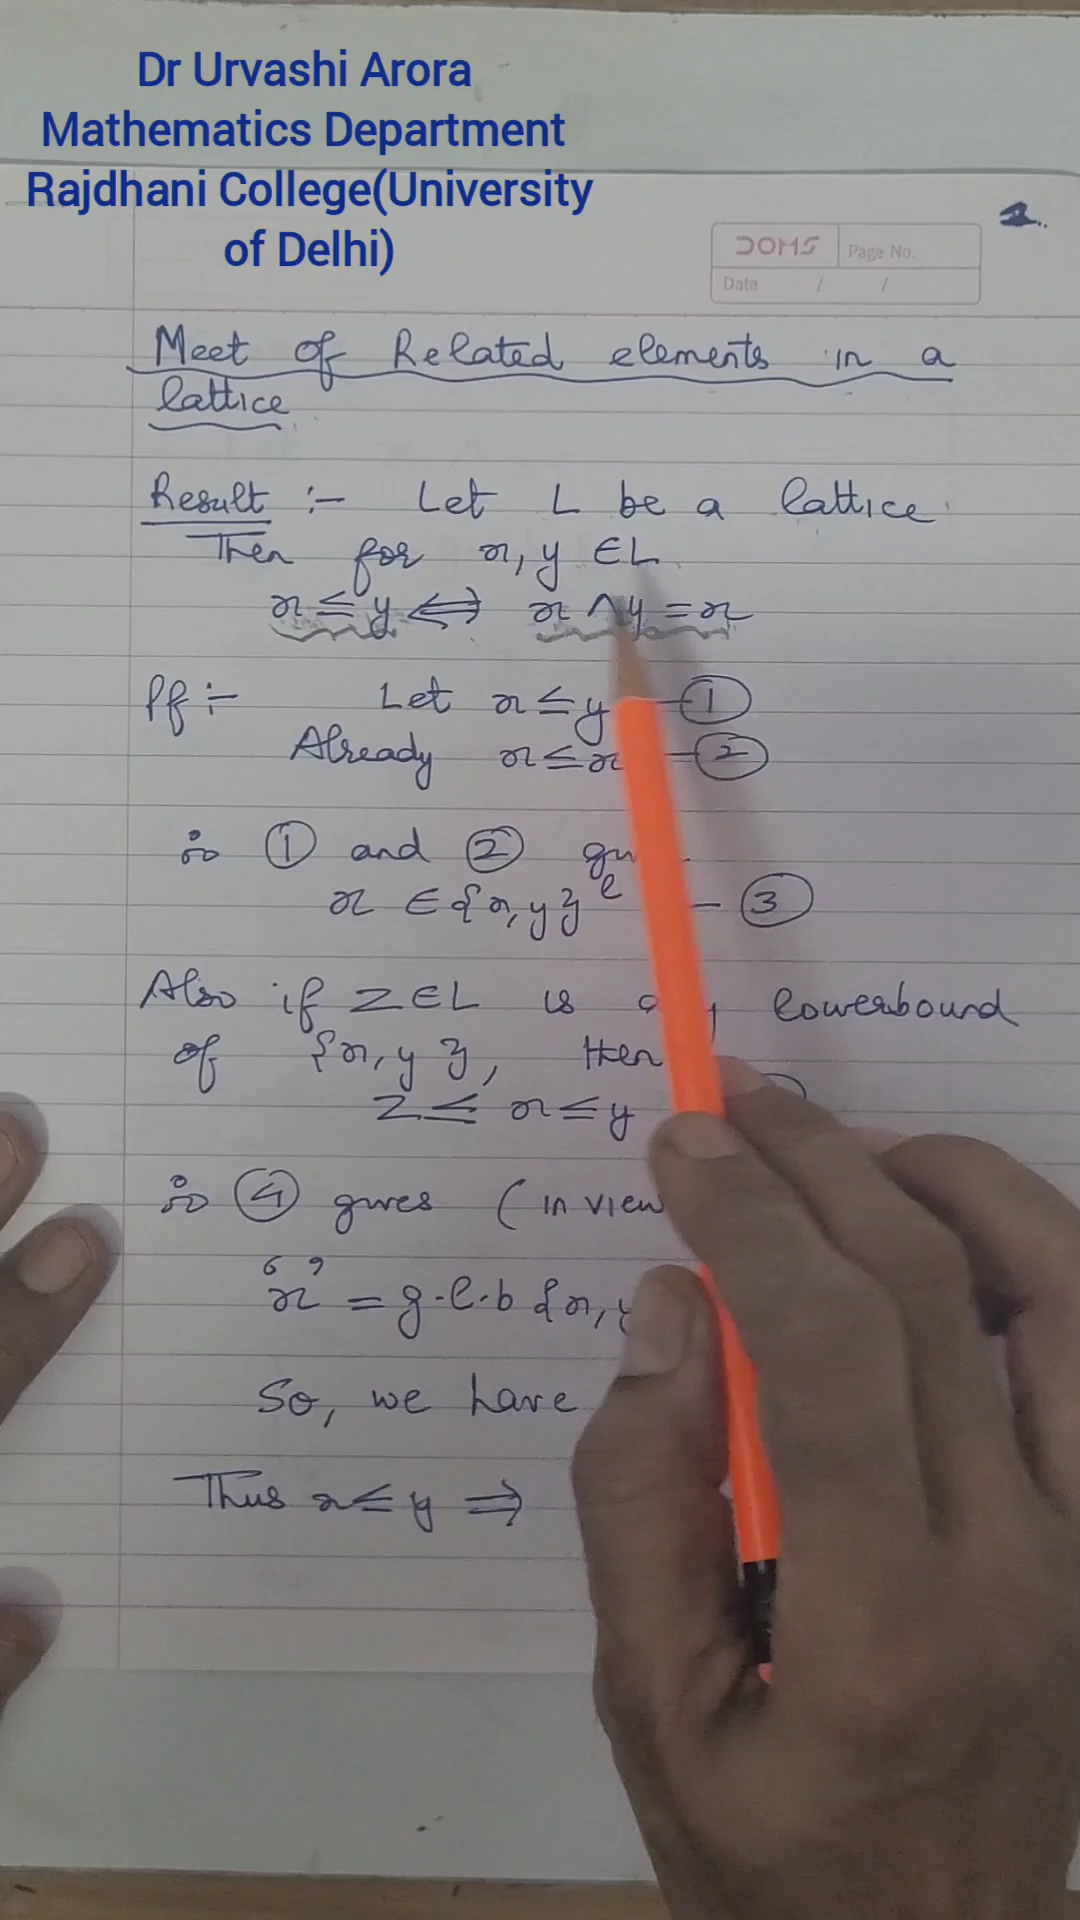 Dr Urvashi Arora
Mathematics Department
Rajdhani College(University
of Delhi)
2.
DOMS Page No.
Date / /
Meet of Related elements in a
lattice
Result :- Let L be a lattice
Then for x, y ∈ L
x ≤ y ⟺ x ∧ y = x
Pf :- Let x ≤ y — ①
Already x ≤ x — ②
∴ ① and ②
x ∈ {x, y}ˡ — ③
Also if z ∈ L is lowerbound
of {x, y}, then
z ≤ x ≤ y
∴ ④ gives (in view
'x' = g.l.b {x, y
So, we have
Thus x ≤ y ⇒